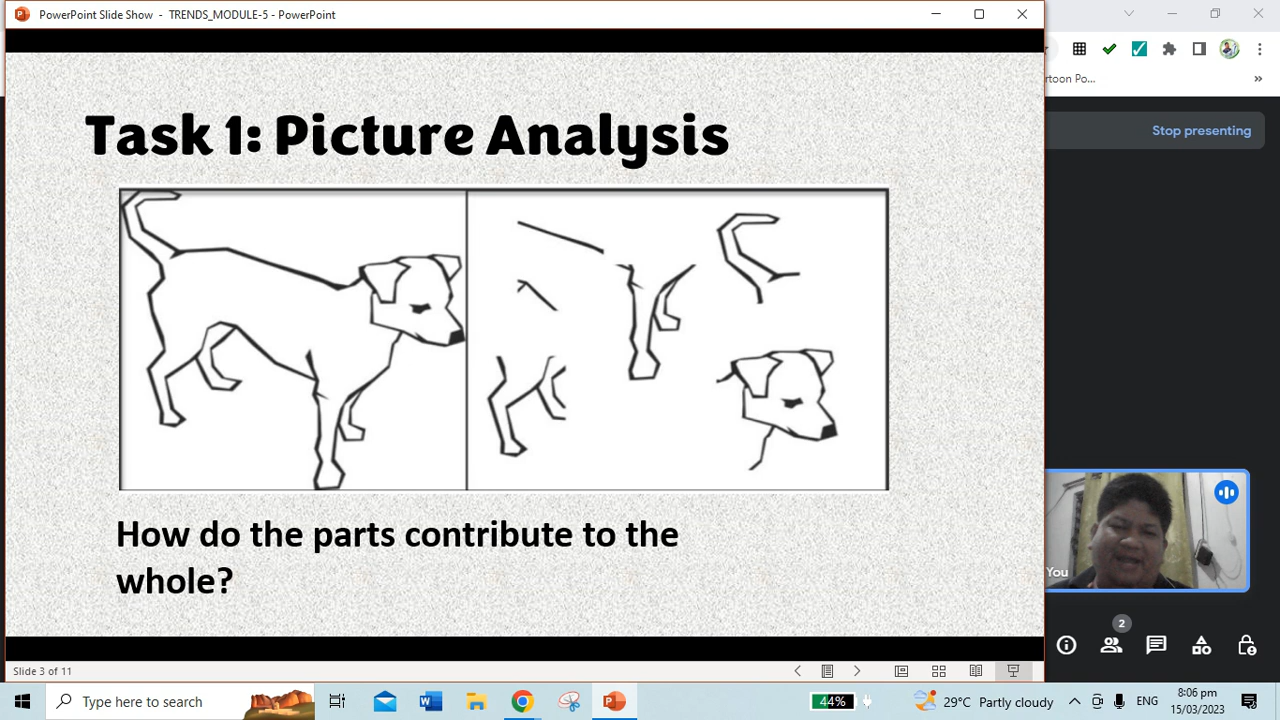 PowerPoint Slide Show - TRENDS_MODULE-5 - PowerPoint
rtoon Po...
»
Stop presenting
Task 1: Picture Analysis
How do the parts contribute to the
whole?
You
2
Slide 3 of 11
Type here to search
44%
29°C Partly cloudy
ENG
8:06 pm
15/03/2023